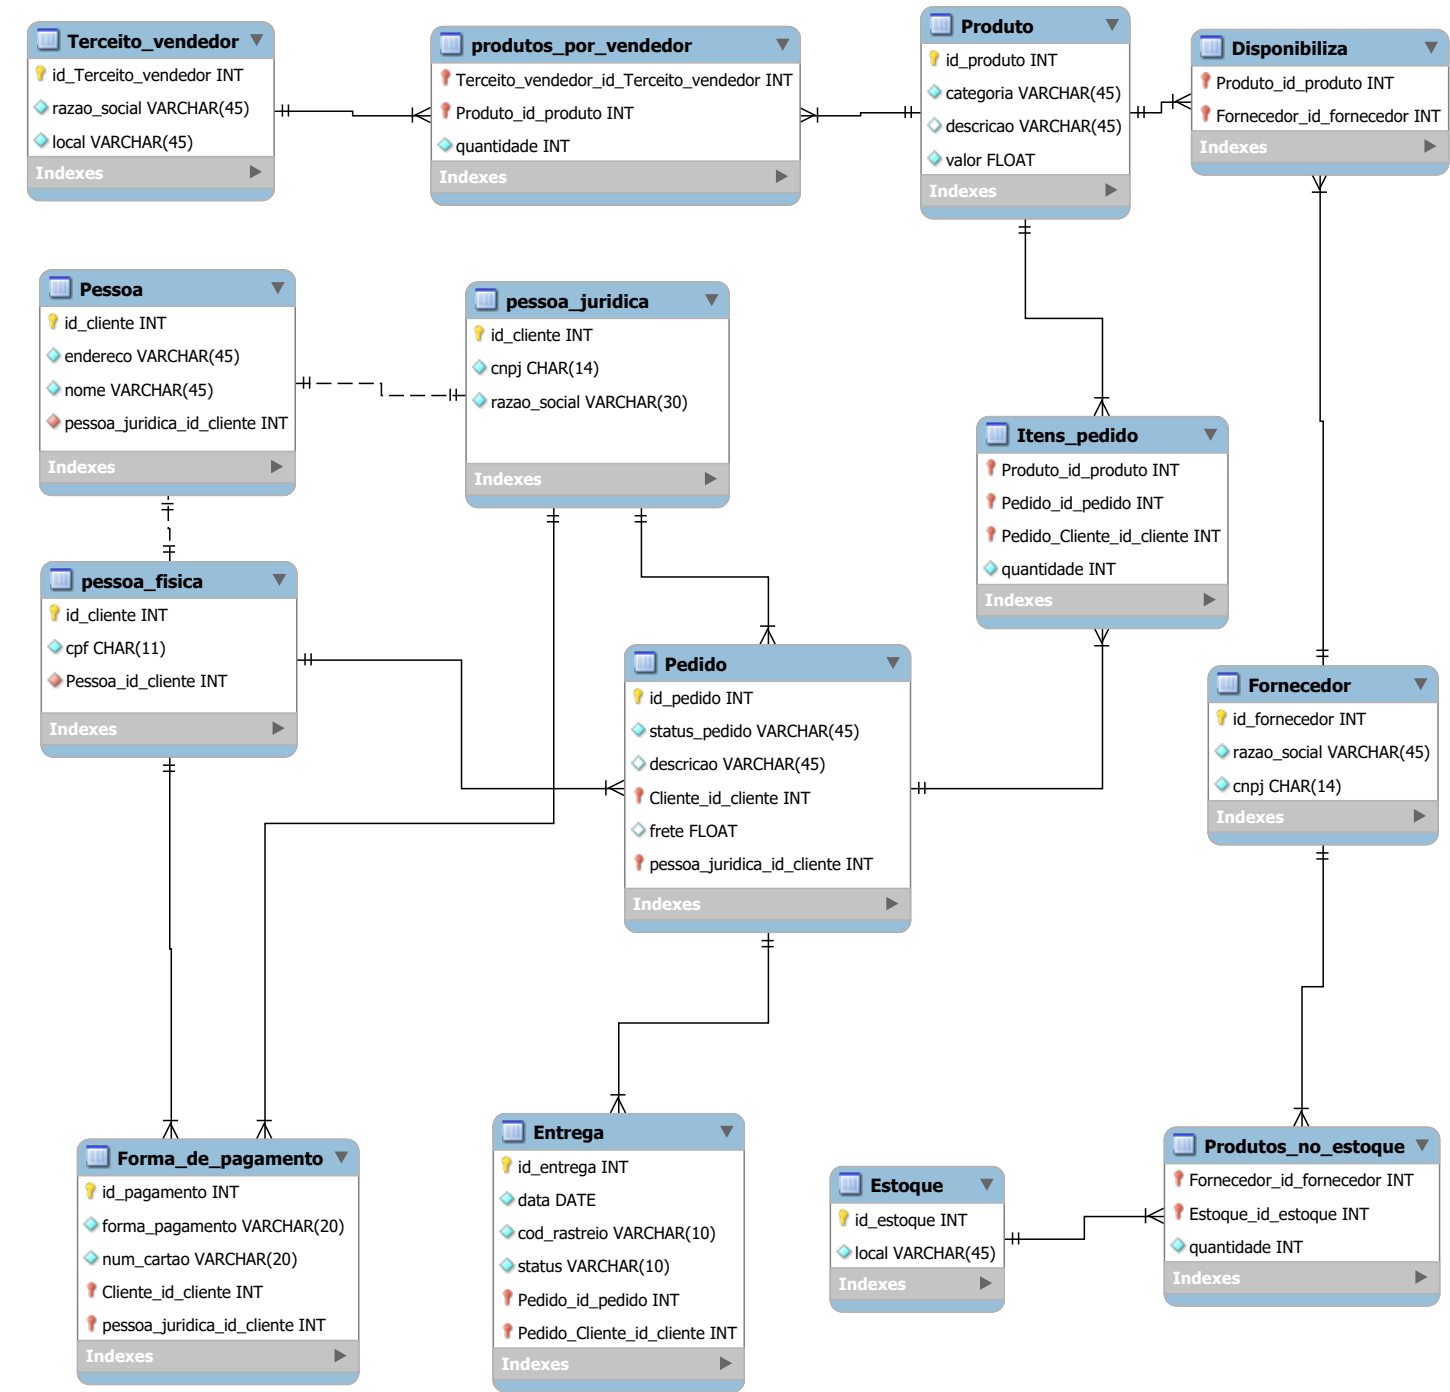 Terceito_vendedor
id_Terceito_vendedor INT
razao_social VARCHAR(45)
local VARCHAR(45)
Indexes
produtos_por_vendedor
Terceito_vendedor_id_Terceito_vendedor INT
Produto_id_produto INT
quantidade INT
Indexes
Produto
id_produto INT
categoria VARCHAR(45)
descricao VARCHAR(45)
valor FLOAT
Indexes
Disponibiliza
Produto_id_produto INT
Fornecedor_id_fornecedor INT
Indexes
Pessoa
id_cliente INT
endereco VARCHAR(45)
nome VARCHAR(45)
pessoa_juridica_id_cliente INT
Indexes
pessoa_juridica
id_cliente INT
cnpj CHAR(14)
razao_social VARCHAR(30)
Indexes
Itens_pedido
Produto_id_produto INT
Pedido_id_pedido INT
Pedido_Cliente_id_cliente INT
quantidade INT
Indexes
pessoa_fisica
id_cliente INT
cpf CHAR(11)
Pessoa_id_cliente INT
Indexes
Pedido
id_pedido INT
status_pedido VARCHAR(45)
descricao VARCHAR(45)
Cliente_id_cliente INT
frete FLOAT
pessoa_juridica_id_cliente INT
Indexes
Fornecedor
id_fornecedor INT
razao_social VARCHAR(45)
cnpj CHAR(14)
Indexes
Forma_de_pagamento
id_pagamento INT
forma_pagamento VARCHAR(20)
num_cartao VARCHAR(20)
Cliente_id_cliente INT
pessoa_juridica_id_cliente INT
Indexes
Entrega
id_entrega INT
data DATE
cod_rastreio VARCHAR(10)
status VARCHAR(10)
Pedido_id_pedido INT
Pedido_Cliente_id_cliente INT
Indexes
Estoque
id_estoque INT
local VARCHAR(45)
Indexes
Produtos_no_estoque
Fornecedor_id_fornecedor INT
Estoque_id_estoque INT
quantidade INT
Indexes